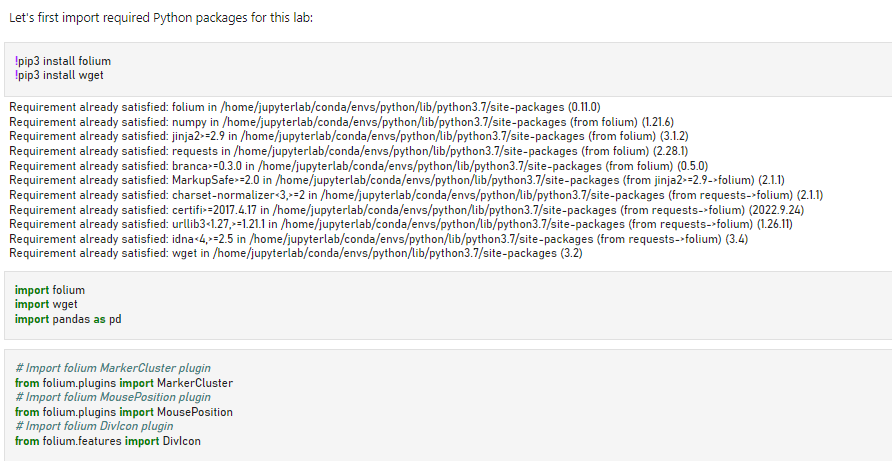 Let's first import required Python packages for this lab:
!pip3 install folium
!pip3 install wget
Requirement already satisfied: folium in /home/jupyterlab/conda/envs/python/lib/python3.7/site-packages (0.11.0)
Requirement already satisfied: numpy in /home/jupyterlab/conda/envs/python/lib/python3.7/site-packages (from folium) (1.21.6)
Requirement already satisfied: jinja2>=2.9 in /home/jupyterlab/conda/envs/python/lib/python3.7/site-packages (from folium) (3.1.2)
Requirement already satisfied: requests in /home/jupyterlab/conda/envs/python/lib/python3.7/site-packages (from folium) (2.28.1)
Requirement already satisfied: branca>=0.3.0 in /home/jupyterlab/conda/envs/python/lib/python3.7/site-packages (from folium) (0.5.0)
Requirement already satisfied: MarkupSafe>=2.0 in /home/jupyterlab/conda/envs/python/lib/python3.7/site-packages (from jinja2>=2.9->folium) (2.1.1)
Requirement already satisfied: charset-normalizer<3,>=2 in /home/jupyterlab/conda/envs/python/lib/python3.7/site-packages (from requests->folium) (2.1.1)
Requirement already satisfied: certifi>=2017.4.17 in /home/jupyterlab/conda/envs/python/lib/python3.7/site-packages (from requests->folium) (2022.9.24)
Requirement already satisfied: urllib3<1.27,>=1.21.1 in /home/jupyterlab/conda/envs/python/lib/python3.7/site-packages (from requests->folium) (1.26.11)
Requirement already satisfied: idna<4,>=2.5 in /home/jupyterlab/conda/envs/python/lib/python3.7/site-packages (from requests->folium) (3.4)
Requirement already satisfied: wget in /home/jupyterlab/conda/envs/python/lib/python3.7/site-packages (3.2)
import folium
import wget
import pandas as pd
# Import folium MarkerCluster plugin
from folium.plugins import MarkerCluster
# Import folium MousePosition plugin
from folium.plugins import MousePosition
# Import folium DivIcon plugin
from folium.features import DivIcon